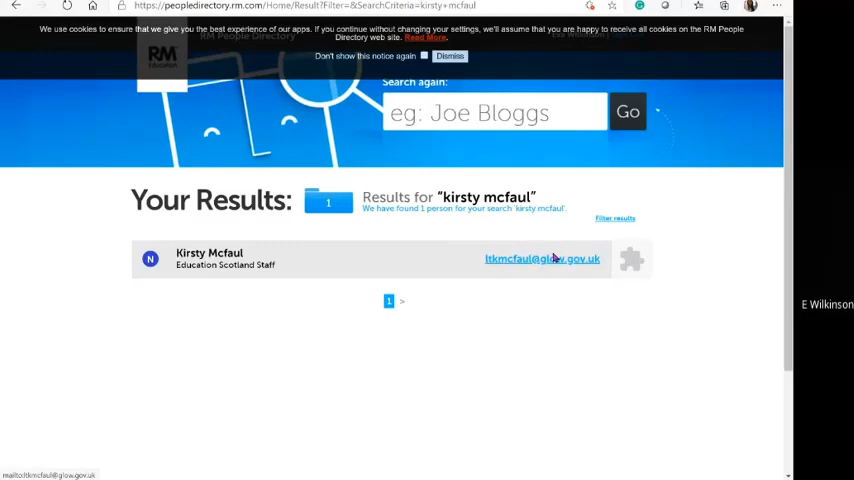 https://peopledirectory.rm.com/Home/Result?Filter=&SearchCriteria=kirsty+mcfaul
We use cookies to ensure that we give you the best experience of our apps. If you continue without changing your settings, we'll assume that you are happy to receive all cookies on the RM People
Directory web site. Read More.
RM People Directory
Don't show this notice again
Dismiss
RM
Education
Search again:
eg: Joe Bloggs
Go
Your Results:
1
Results for "kirsty mcfaul"
We have found 1 person for your search 'kirsty mcfaul'.
Filter results
N
Kirsty Mcfaul
Education Scotland Staff
ltkmcfaul@glow.gov.uk
1 >
E Wilkinson
mailto:ltkmcfaul@glow.gov.uk